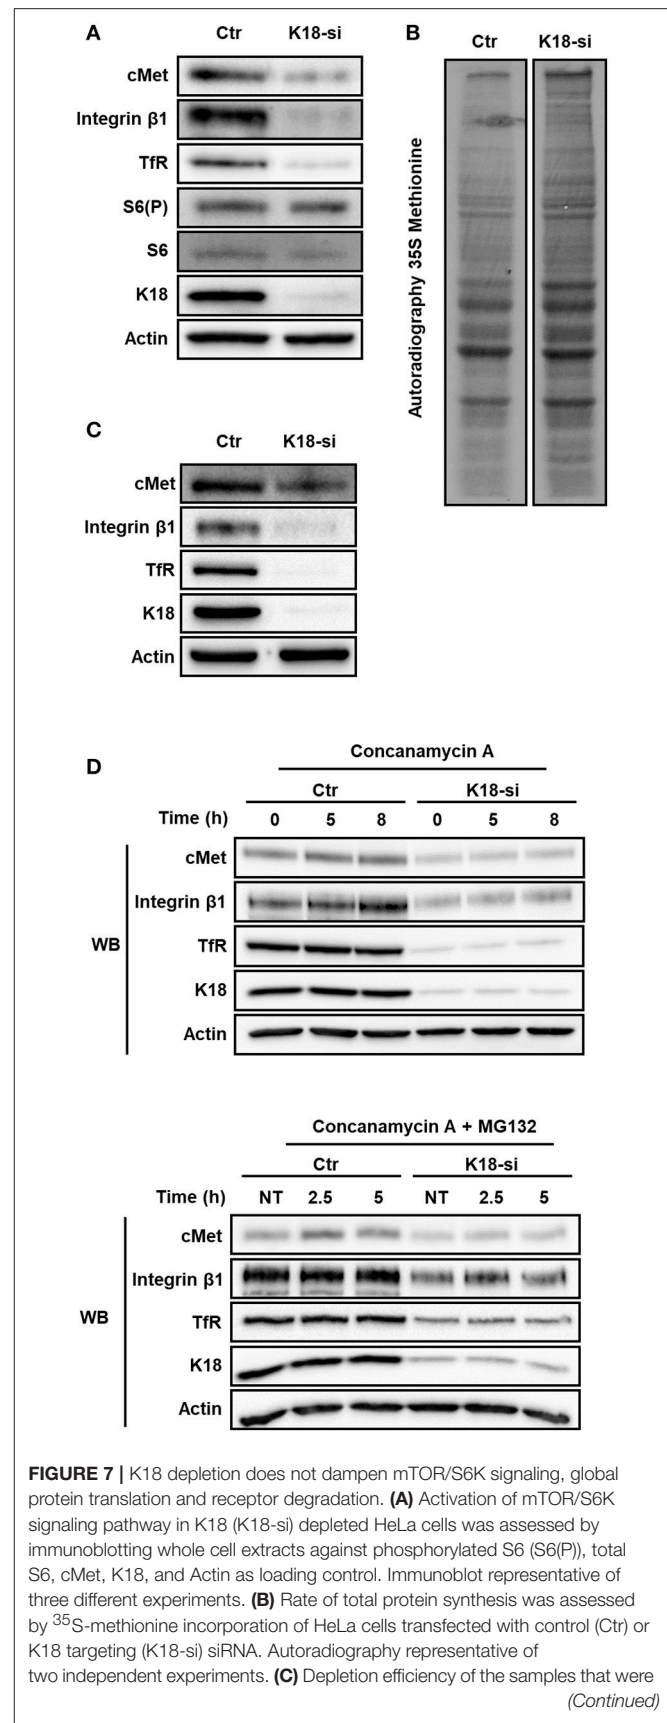 A
Ctr K18-si
cMet
Integrin β1
TfR
S6(P)
S6
K18
Actin
B
Ctr K18-si
Autoradiography 35S Methionine
C
Ctr K18-si
cMet
Integrin β1
TfR
K18
Actin
D
Concanamycin A
Ctr K18-si
Time (h) 0 5 8 0 5 8
cMet
Integrin β1
WB
TfR
K18
Actin
Concanamycin A + MG132
Ctr K18-si
Time (h) NT 2.5 5 NT 2.5 5
cMet
Integrin β1
WB
TfR
K18
Actin
FIGURE 7 | K18 depletion does not dampen mTOR/S6K signaling, global
protein translation and receptor degradation. (A) Activation of mTOR/S6K
signaling pathway in K18 (K18-si) depleted HeLa cells was assessed by
immunoblotting whole cell extracts against phosphorylated S6 (S6(P)), total
S6, cMet, K18, and Actin as loading control. Immunoblot representative of
three different experiments. (B) Rate of total protein synthesis was assessed
by 35S-methionine incorporation of HeLa cells transfected with control (Ctr) or
K18 targeting (K18-si) siRNA. Autoradiography representative of
two independent experiments. (C) Depletion efficiency of the samples that were
(Continued)